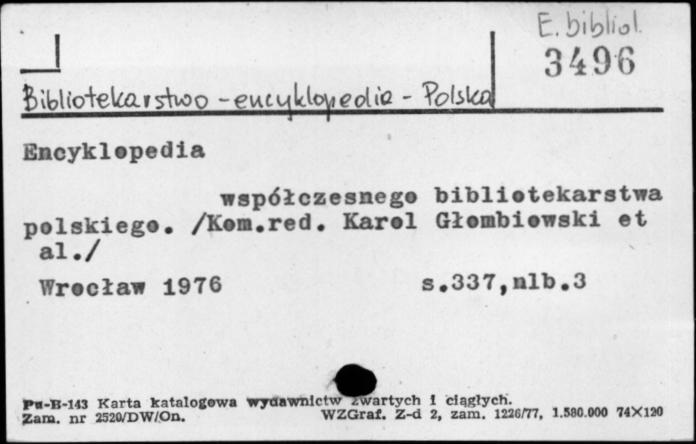 E. bibliol.
3496
Bibliotekarstwo - encyklopedia - Polska
Encyklopedia
współczesnego bibliotekarstwa
polskiego. /Kom.red. Karol Głombiowski et
al./
Wrocław 1976 s.337,nlb.3
Pu-B-143 Karta katalogowa wydawnictw zwartych i ciągłych.
Zam. nr 2520/DW/On. WZGraf. Z-d 2, zam. 1226/77, 1.580.000 74X120